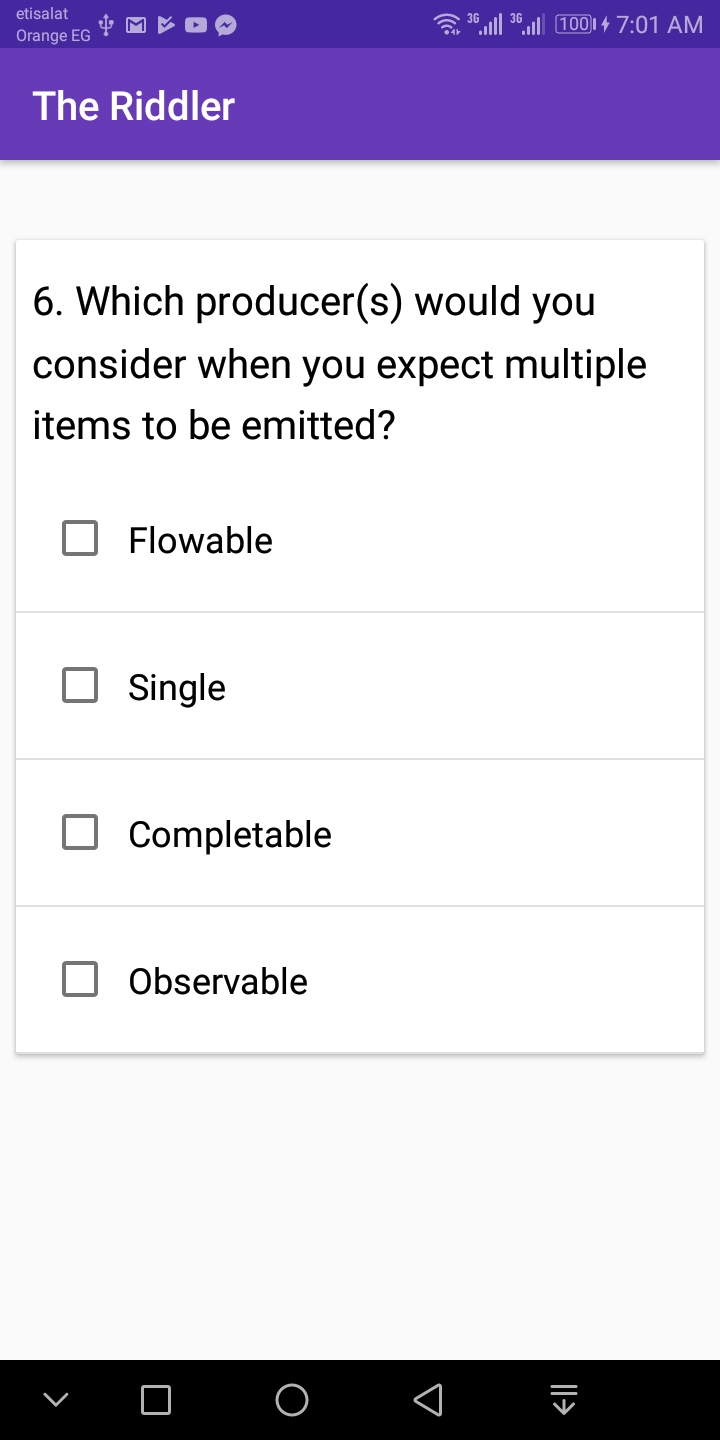 etisalat
Orange EG
3G 3G 100 7:01 AM
The Riddler
6. Which producer(s) would you
consider when you expect multiple
items to be emitted?
Flowable
Single
Completable
Observable